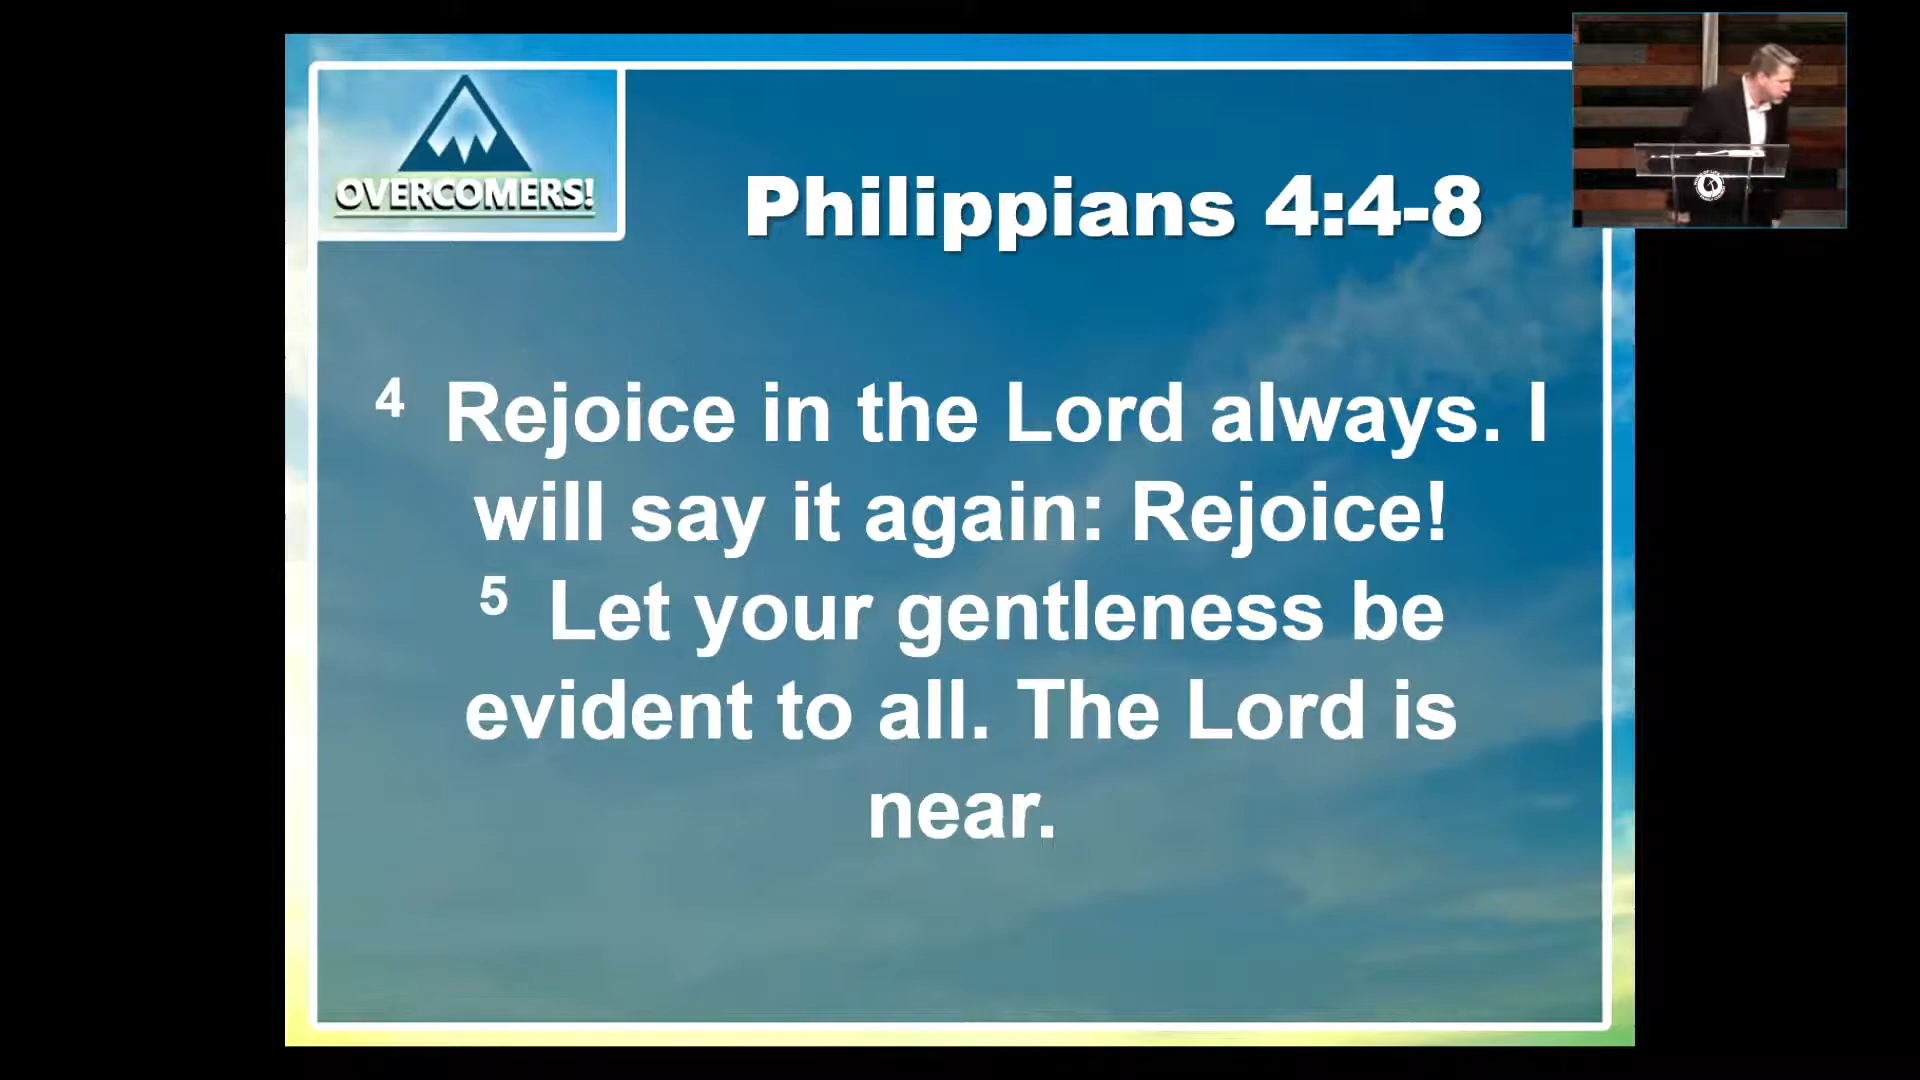 OVERCOMERS!
Philippians 4:4-8
4 Rejoice in the Lord always. I
will say it again: Rejoice!
5 Let your gentleness be
evident to all. The Lord is
near.